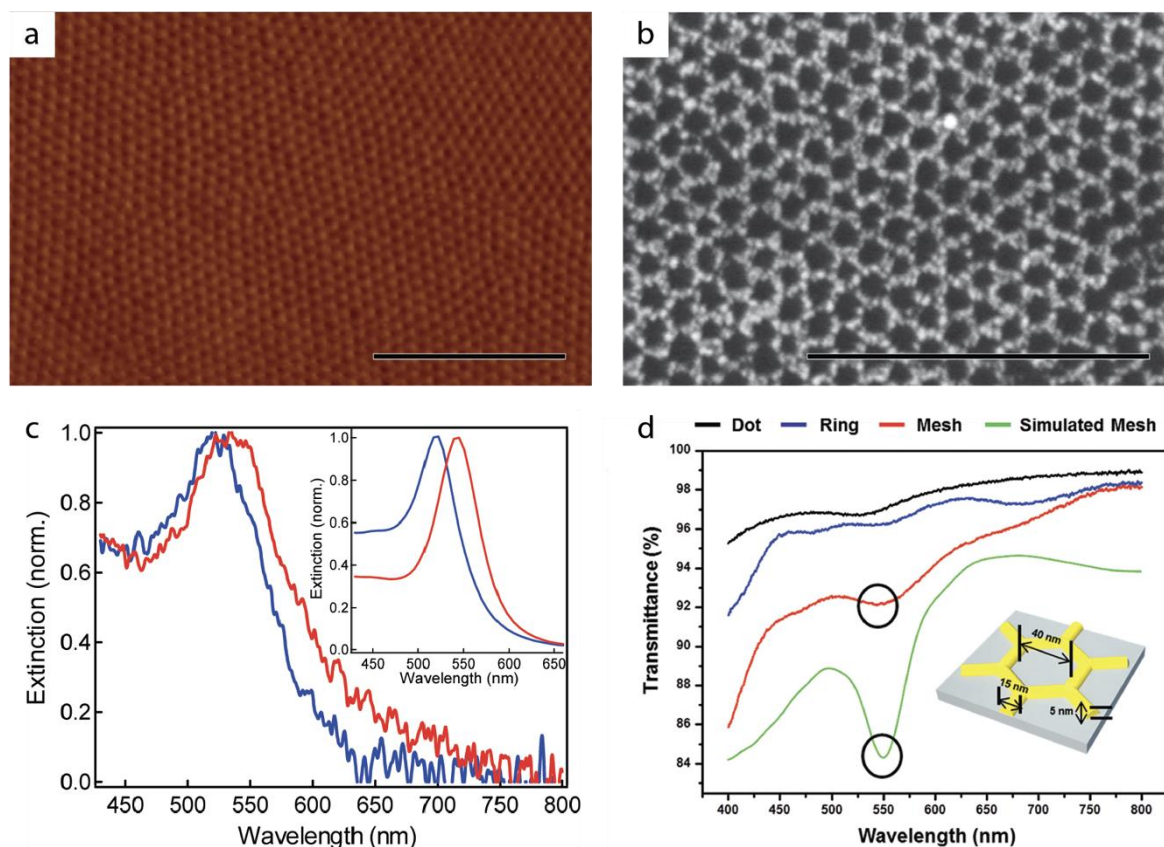 a
b
c
Extinction (norm.)
1.0
0.8
0.6
0.4
0.2
0.0
450 500 550 600 650 700 750 800
Wavelength (nm)
Extinction (norm.)
1.0
0.8
0.6
0.4
0.2
450 500 550 600 650
Wavelength (nm)
d
Dot Ring Mesh Simulated Mesh
Transmittance (%)
98
96
94
92
90
88
86
84
400 450 500 550 600 650 700 750 800
Wavelength (nm)
40 nm
15 nm
5 nm